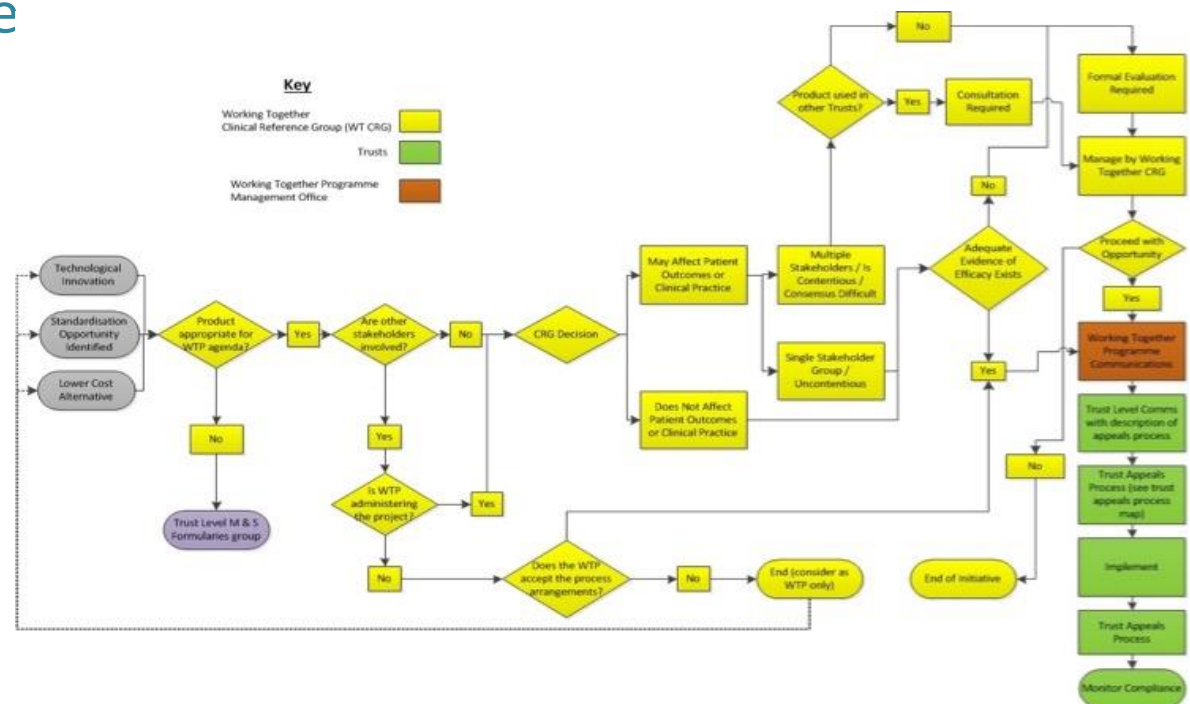 e
Key
Working Together
Clinical Reference Group (WT CRG)
Trusts
Working Together Programme
Management Office
Technological
Innovation
Standardisation
Opportunity
Identified
Lower Cost
Alternative
Product
appropriate for
WTP agenda?
Yes
No
Trust Level M & S
Formularies group
Are other
stakeholders
involved?
No
Yes
Is WTP
administering
the project?
Yes
No
Does the WTP
accept the process
arrangements?
No
End (consider as
WTP only)
CRG Decision
May Affect Patient
Outcomes or
Clinical Practice
Does Not Affect
Patient Outcomes
or Clinical Practice
Multiple
Stakeholders / Is
Contentious /
Consensus Difficult
Single Stakeholder
Group /
Uncontentious
Product used in
other Trusts?
No
Yes
Consultation
Required
Adequate
Evidence of
Efficacy Exists
No
Yes
Formal Evaluation
Required
Manage by Working
Together CRG
Proceed with
Opportunity
Yes
No
End of Initiative
Working Together
Programme
Communications
Trust Level Comms
with description of
appeals process
Trust Appeals
Process (see trust
appeals process
map)
Implement
Trust Appeals
Process
Monitor Compliance